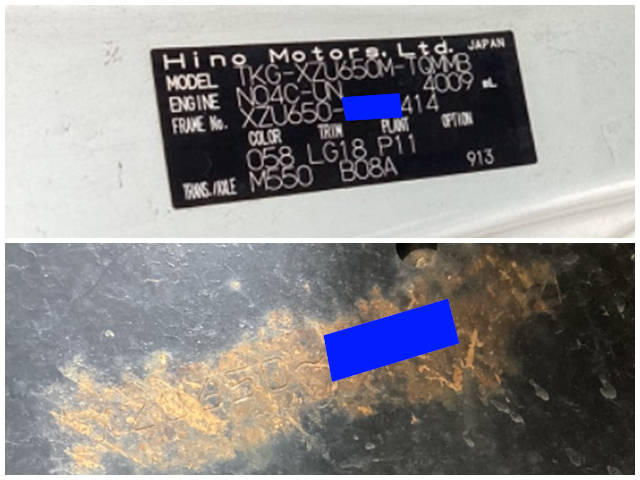 Hino Motors, Ltd. JAPAN
MODEL TKG-XZU650M-TQMMB
ENGINE N04C-UN 4009 mL
FRAME No. XZU650- 414
COLOR TRIM PLANT OPTION
058 LG18 P11
TRANS./AXLE M550 B08A 913
ZU650-